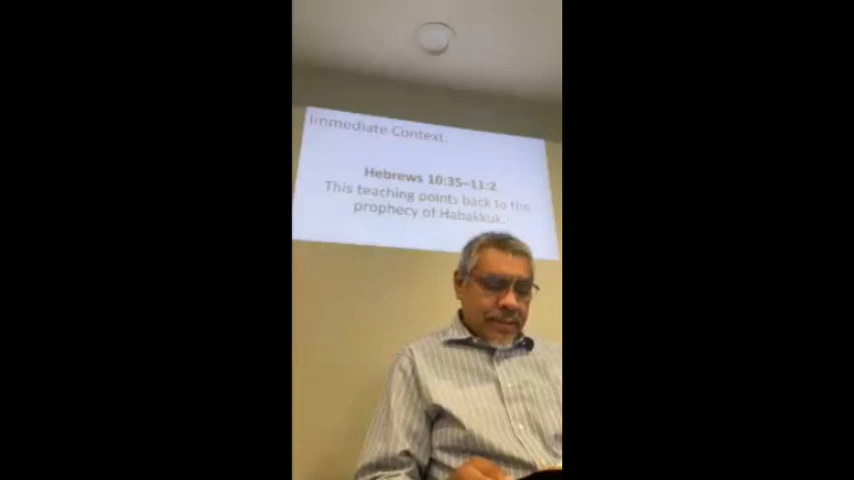 Immediate Context:
Hebrews 10:35–11:2
This teaching points back to the
prophecy of Habakkuk.